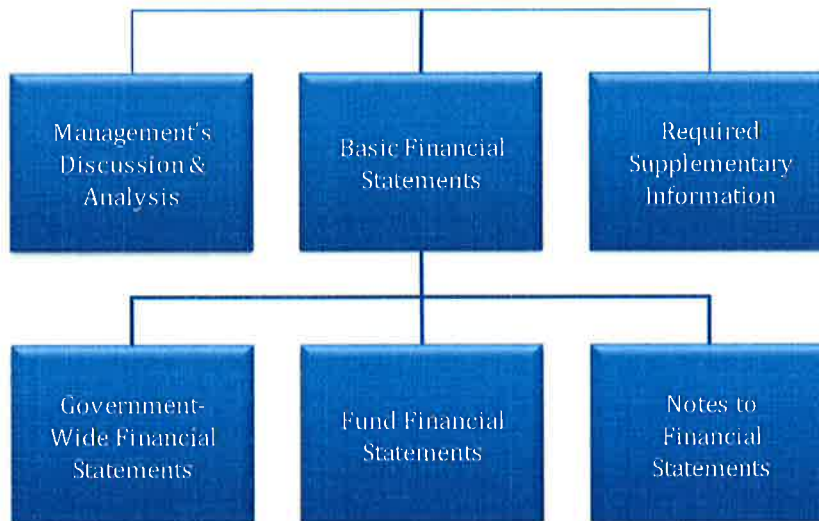 Management's
Discussion &
Analysis
Basic Financial
Statements
Required
Supplementary
Information
Government-
Wide Financial
Statements
Fund Financial
Statements
Notes to
Financial
Statements